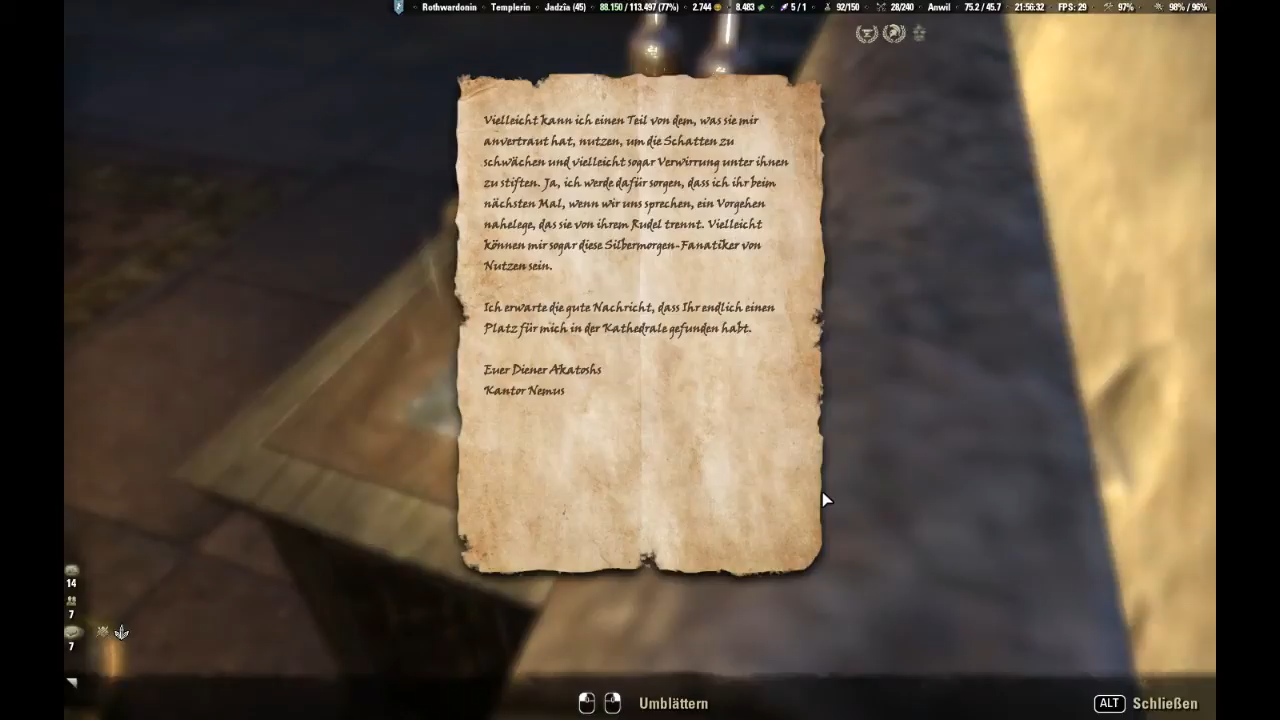 Rothwardonin Templerin Jadzîa (45) 88.150 / 113.497 (77%) 2.744 8.483 5 / 1 92/150 28/240 Anwil 75.2 / 45.7 21:56:32 FPS: 29 97% 98% / 96%
Vielleicht kann ich einen Teil von dem, was sie mir
anvertraut hat, nutzen, um die Schatten zu
schwächen und vielleicht sogar Verwirrung unter ihnen
zu stiften. Ja, ich werde dafür sorgen, dass ich ihr beim
nächsten Mal, wenn wir uns sprechen, ein Vorgehen
nahelege, das sie von ihrem Rudel trennt. Vielleicht
können mir sogar diese Silbermorgen-Fanatiker von
Nutzen sein.
Ich erwarte die gute Nachricht, dass Ihr endlich einen
Platz für mich in der Kathedrale gefunden habt.
Euer Diener Akatoshs
Kantor Nemus
14
7
7
Umblättern
ALT Schließen